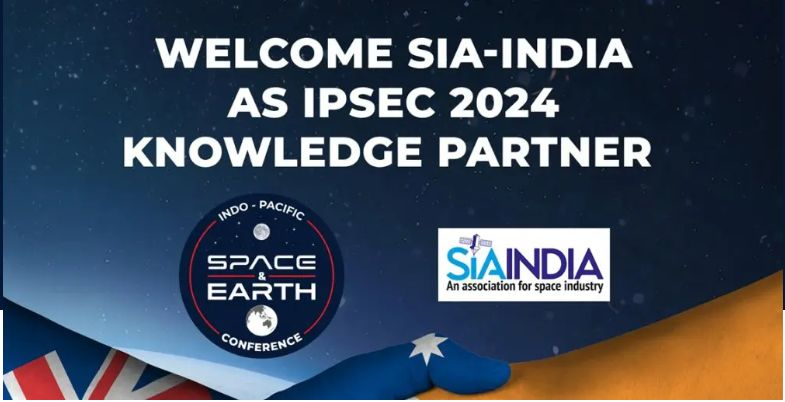 WELCOME SIA-INDIA
AS IPSEC 2024
KNOWLEDGE PARTNER
INDO - PACIFIC
SPACE
&
EARTH
CONFERENCE
SiAINDIA
An association for space industry